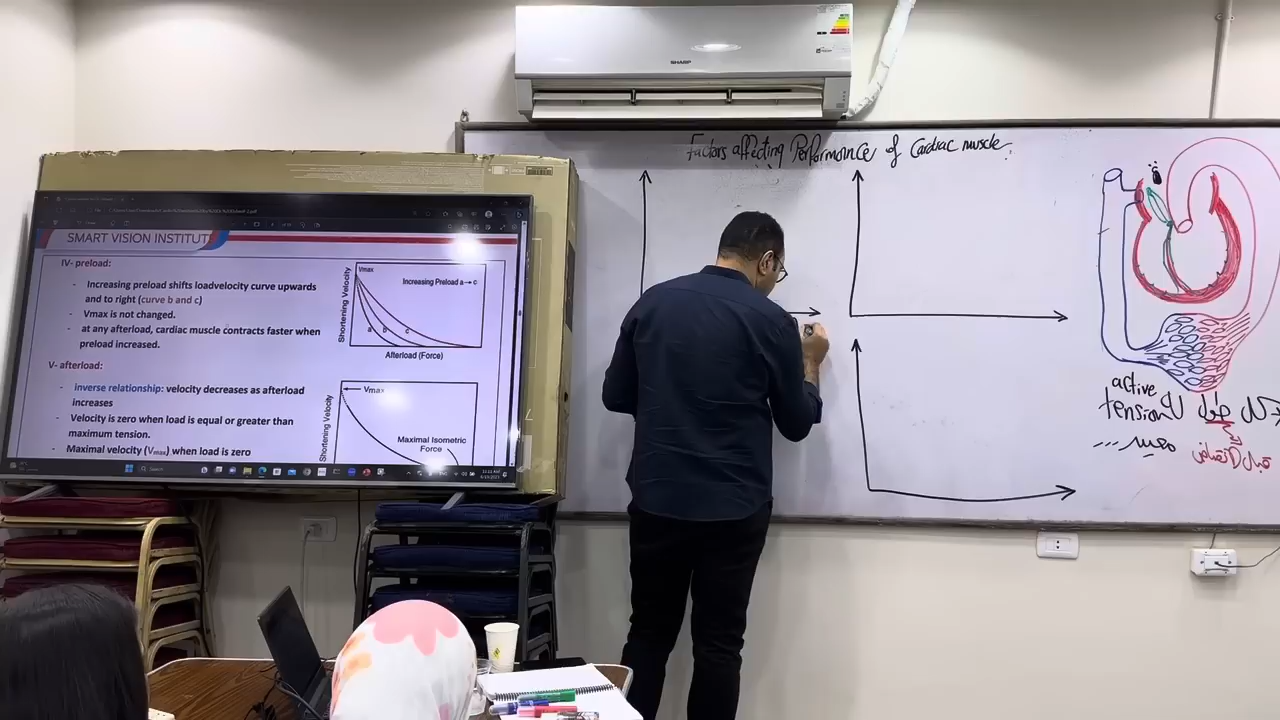 SHARP
Factors affecting Performance of Cardiac muscle.
SMART VISION INSTITUT
IV- preload:
Increasing preload shifts loadvelocity curve upwards
and to right (curve b and c)
- Vmax is not changed.
- at any afterload, cardiac muscle contracts faster when
preload increased.
Shortening Velocity
Vmax
Increasing Preload a→ c
a b c
Afterload (Force)
V- afterload:
- inverse relationship: velocity decreases as afterload
increases
- Velocity is zero when load is equal or greater than
maximum tension.
- Maximal velocity (Vmax) when load is zero
Shortening Velocity
Vmax
Maximal Isometric
Force
Search
active
tension